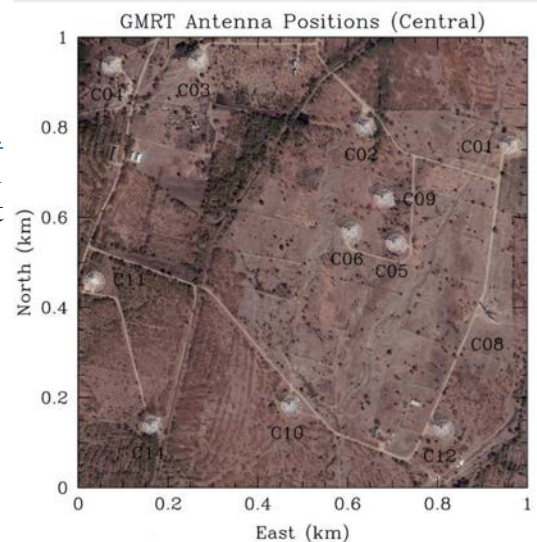 GMRT Antenna Positions (Central)
1
C04
C03
0.8
C02
C01
C09
0.6
C06
C05
C11
0.4
C08
0.2
C10
C14
C12
0
0
0.2
0.4
0.6
0.8
1
North (km)
East (km)